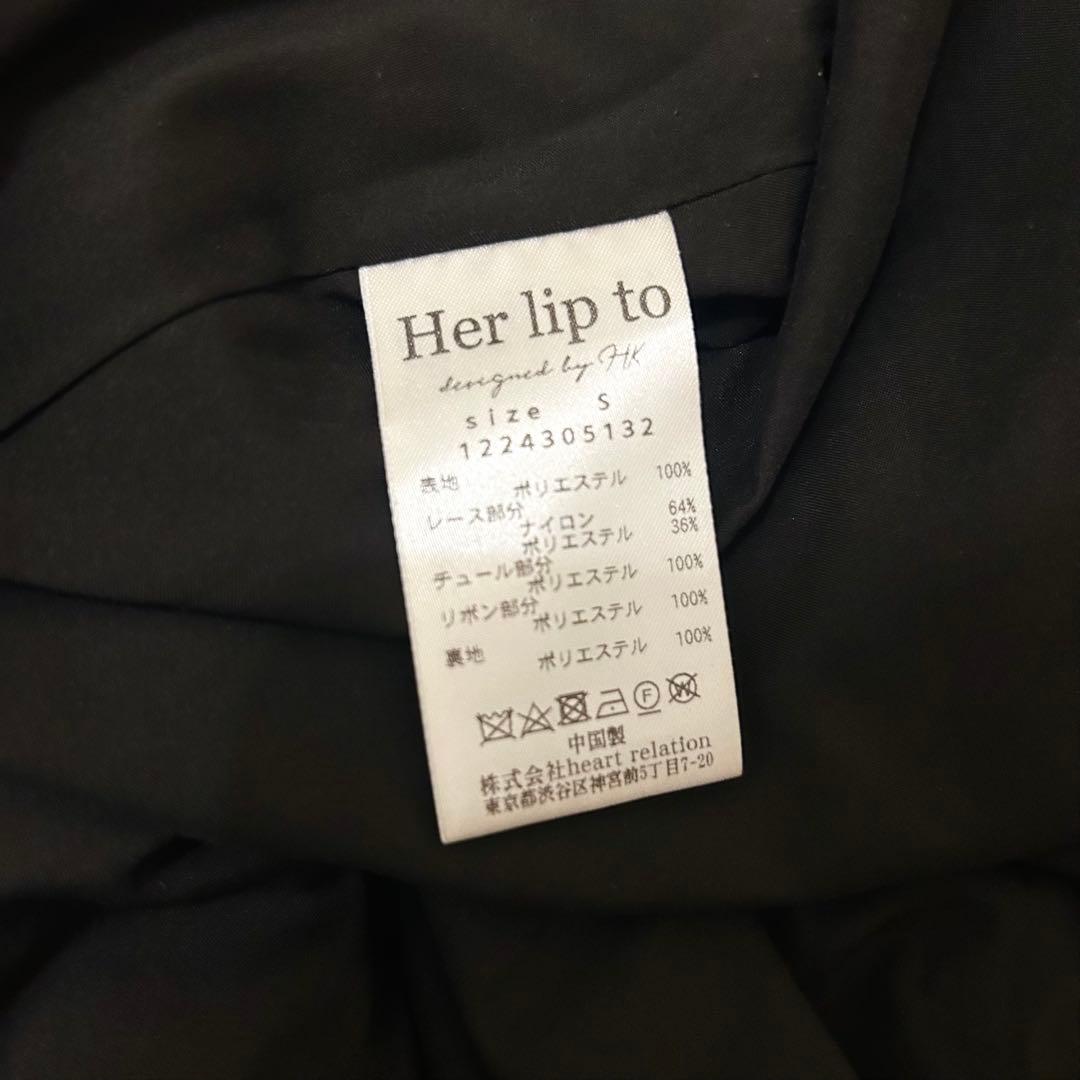 Her lip to
designed by HK
size S
1224305132
表地 ポリエステル 100%
レース部分 ナイロン 64%
ポリエステル 36%
チュール部分 ポリエステル 100%
リボン部分 ポリエステル 100%
裏地 ポリエステル 100%
F W
中国製
株式会社heart relation
東京都渋谷区神宮前5丁目7-20